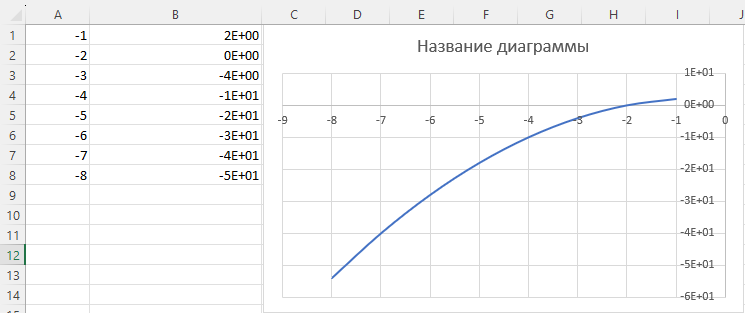 A B C D E F G H I J
1 -1 2E+00
2 -2 0E+00
3 -3 -4E+00
4 -4 -1E+01
5 -5 -2E+01
6 -6 -3E+01
7 -7 -4E+01
8 -8 -5E+01
9
10
11
12
13
14
15
Название диаграммы
1E+01
0E+00
-9 -8 -7 -6 -5 -4 -3 -2 -1 0
-1E+01
-2E+01
-3E+01
-4E+01
-5E+01
-6E+01